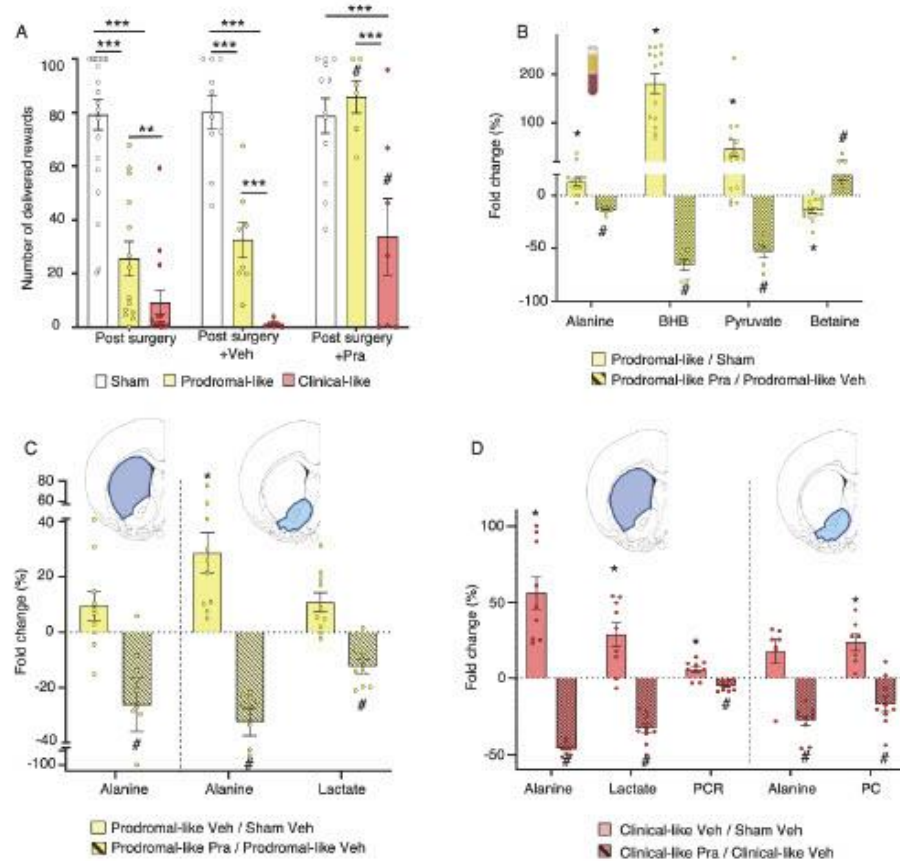 A
*** *** ***
*** *** ***
** *** # #
Number of delivered rewards
100
80
60
40
20
0
Post surgery Post surgery +Veh Post surgery +Pra
Sham Prodromal-like Clinical-like
B
* * * #
# # # *
Fold change (%)
200
100
0
-50
-100
Alanine BHB Pyruvate Betaine
Prodromal-like / Sham
Prodromal-like Pra / Prodromal-like Veh
C
*
# # #
Fold change (%)
80
60
40
20
0
-20
-40
-100
Alanine Alanine Lactate
Prodromal-like Veh / Sham Veh
Prodromal-like Pra / Prodromal-like Veh
D
* * * *
# # # # #
Fold change (%)
100
50
0
-50
Alanine Lactate PCR Alanine PC
Clinical-like Veh / Sham Veh
Clinical-like Pra / Clinical-like Veh